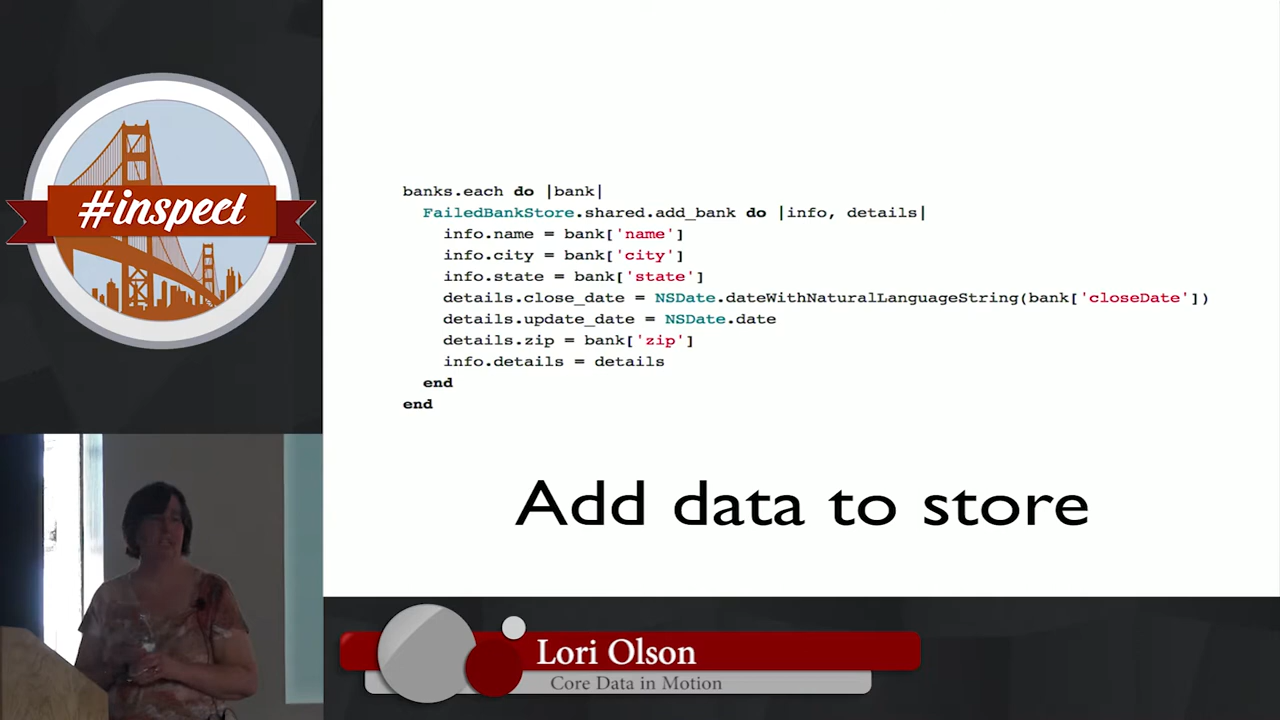 #inspect
banks.each do |bank|
FailedBankStore.shared.add_bank do |info, details|
info.name = bank['name']
info.city = bank['city']
info.state = bank['state']
details.close_date = NSDate.dateWithNaturalLanguageString(bank['closeDate'])
details.update_date = NSDate.date
details.zip = bank['zip']
info.details = details
end
end
Add data to store
Lori Olson
Core Data in Motion